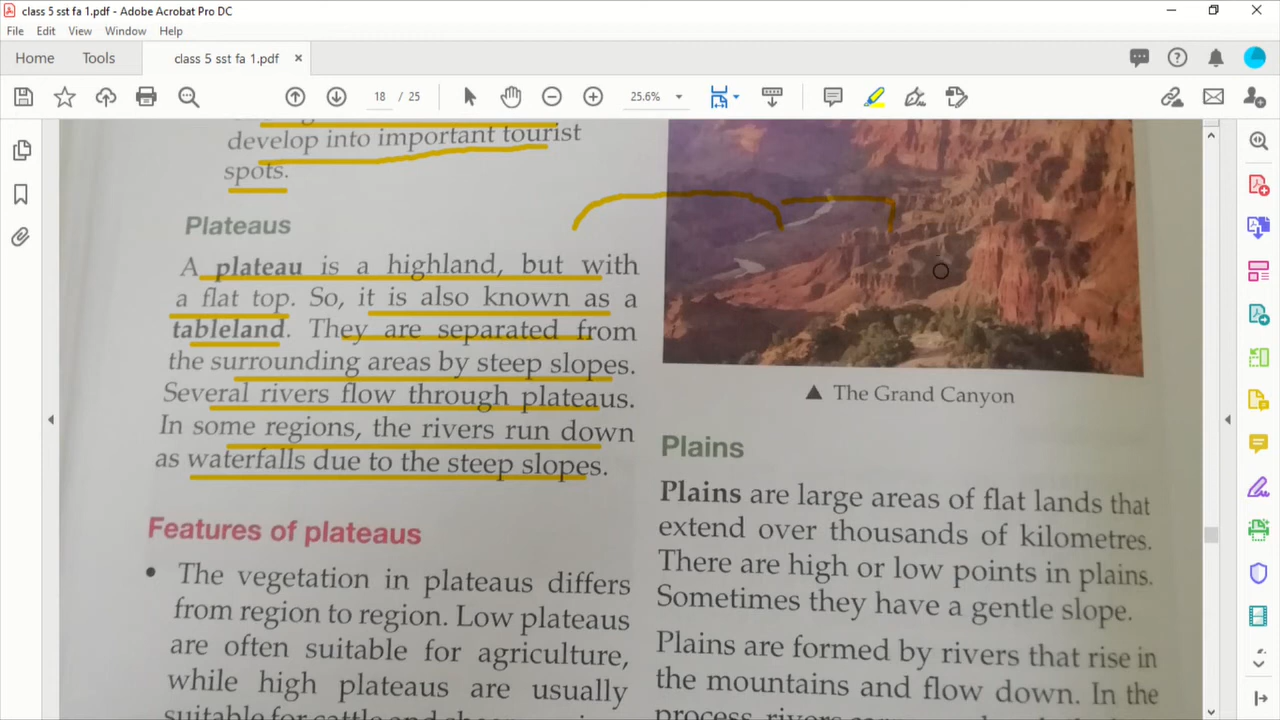 class 5 sst fa 1.pdf - Adobe Acrobat Pro DC
File Edit View Window Help
Home Tools class 5 sst fa 1.pdf ×
18 / 25 25.6%
develop into important tourist
spots.
Plateaus
A plateau is a highland, but with
a flat top. So, it is also known as a
tableland. They are separated from
the surrounding areas by steep slopes.
Several rivers flow through plateaus.
In some regions, the rivers run down
as waterfalls due to the steep slopes.
Features of plateaus
• The vegetation in plateaus differs
from region to region. Low plateaus
are often suitable for agriculture,
while high plateaus are usually
suitable for cattle and
▲ The Grand Canyon
Plains
Plains are large areas of flat lands that
extend over thousands of kilometres.
There are high or low points in plains.
Sometimes they have a gentle slope.
Plains are formed by rivers that rise in
the mountains and flow down. In the
process, rivers